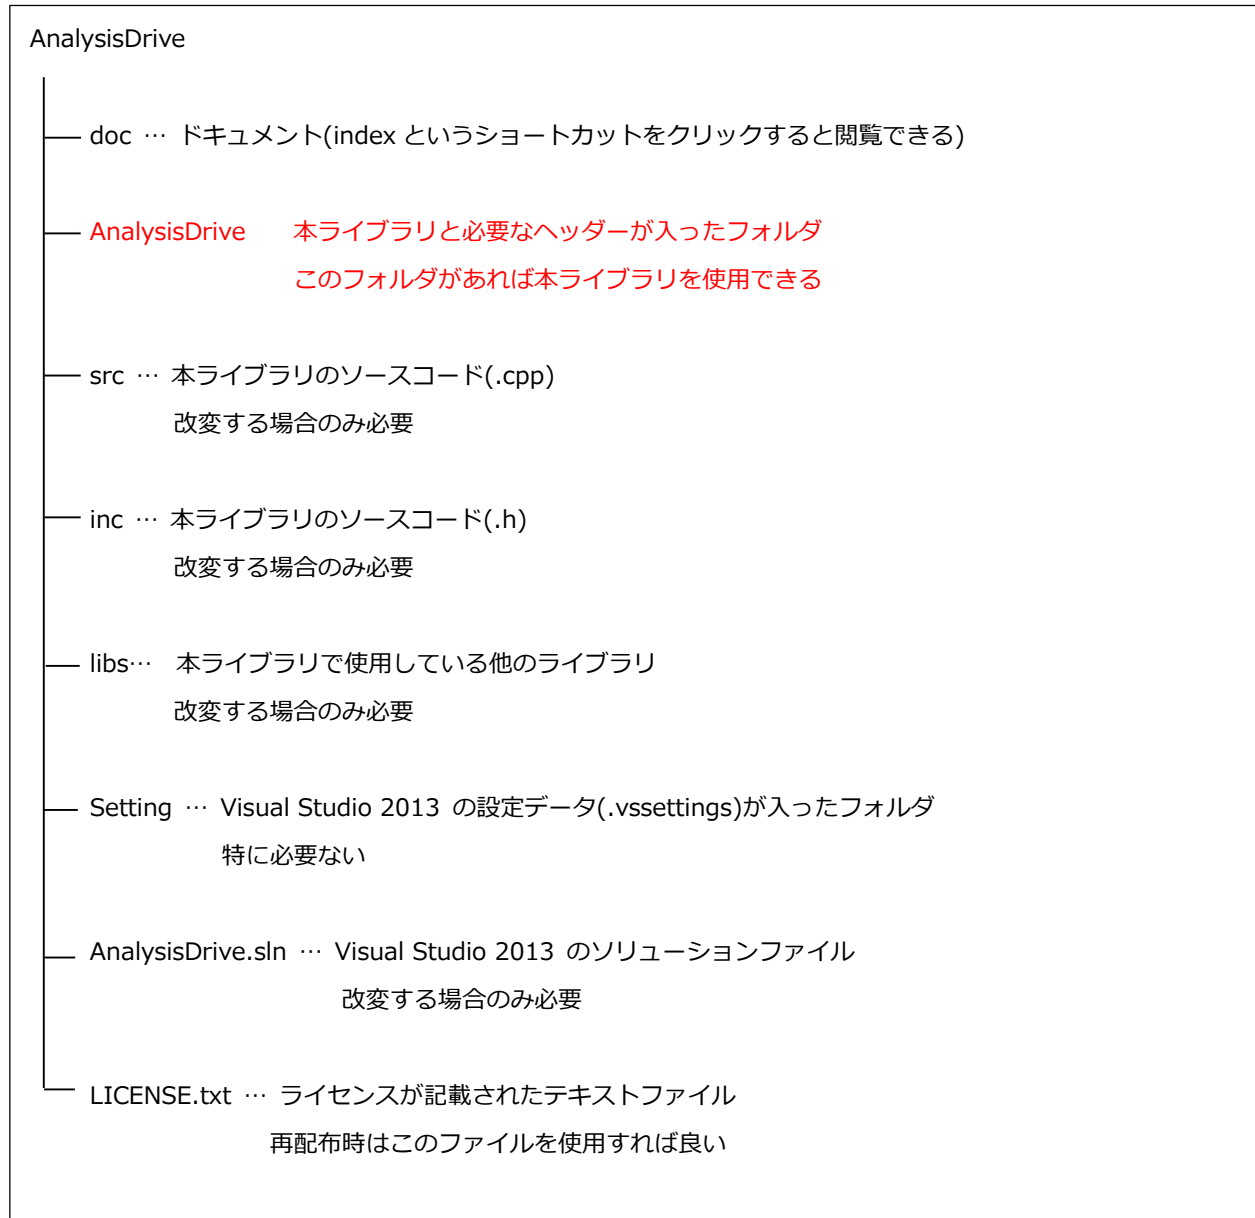 AnalysisDrive
doc … ドキュメント(index というショートカットをクリックすると閲覧できる)
AnalysisDrive 本ライブラリと必要なヘッダーが入ったフォルダ
このフォルダがあれば本ライブラリを使用できる
src … 本ライブラリのソースコード(.cpp)
改変する場合のみ必要
inc … 本ライブラリのソースコード(.h)
改変する場合のみ必要
libs… 本ライブラリで使用している他のライブラリ
改変する場合のみ必要
Setting … Visual Studio 2013 の設定データ(.vssettings)が入ったフォルダ
特に必要ない
AnalysisDrive.sln … Visual Studio 2013 のソリューションファイル
改変する場合のみ必要
LICENSE.txt … ライセンスが記載されたテキストファイル
再配布時はこのファイルを使用すれば良い